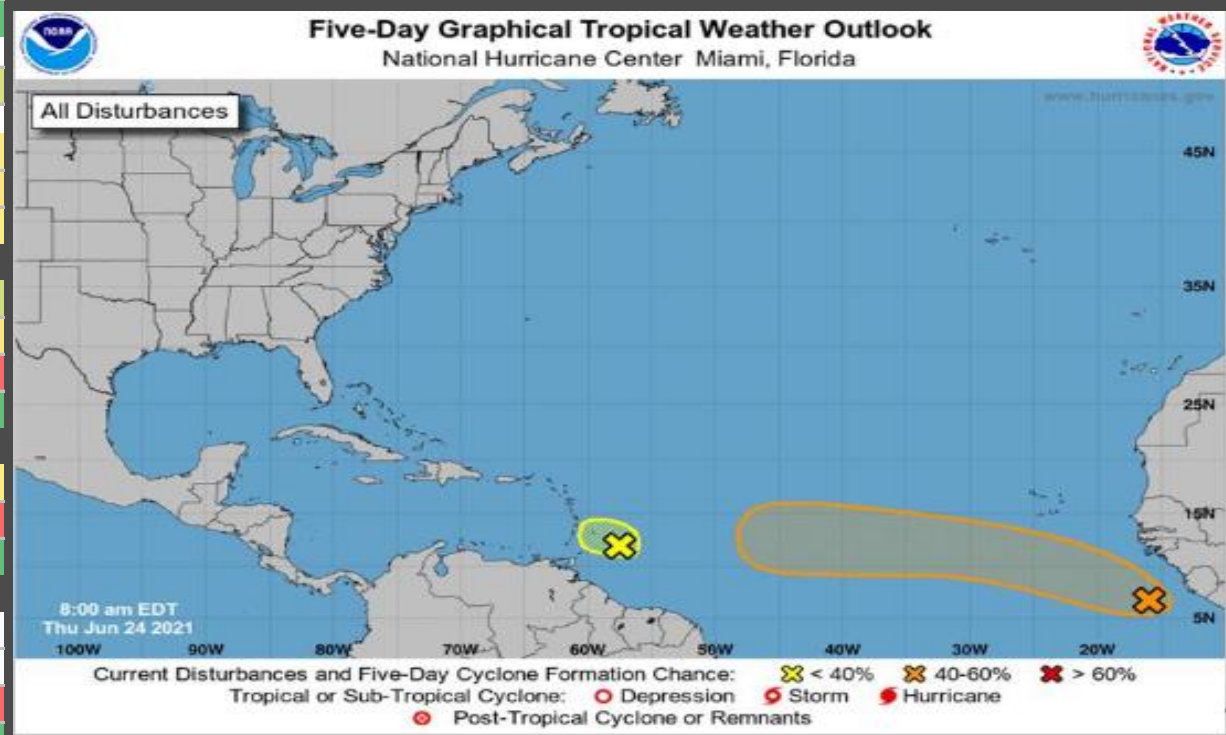 Five-Day Graphical Tropical Weather Outlook
National Hurricane Center Miami, Florida
NOAA
All Disturbances
www.hurricanes.gov
45N
35N
25N
15N
5N
8:00 am EDT
Thu Jun 24 2021
100W 90W 80W 70W 60W 50W 40W 30W 20W
Current Disturbances and Five-Day Cyclone Formation Chance: < 40% 40-60% > 60%
Tropical or Sub-Tropical Cyclone: Depression Storm Hurricane
Post-Tropical Cyclone or Remnants